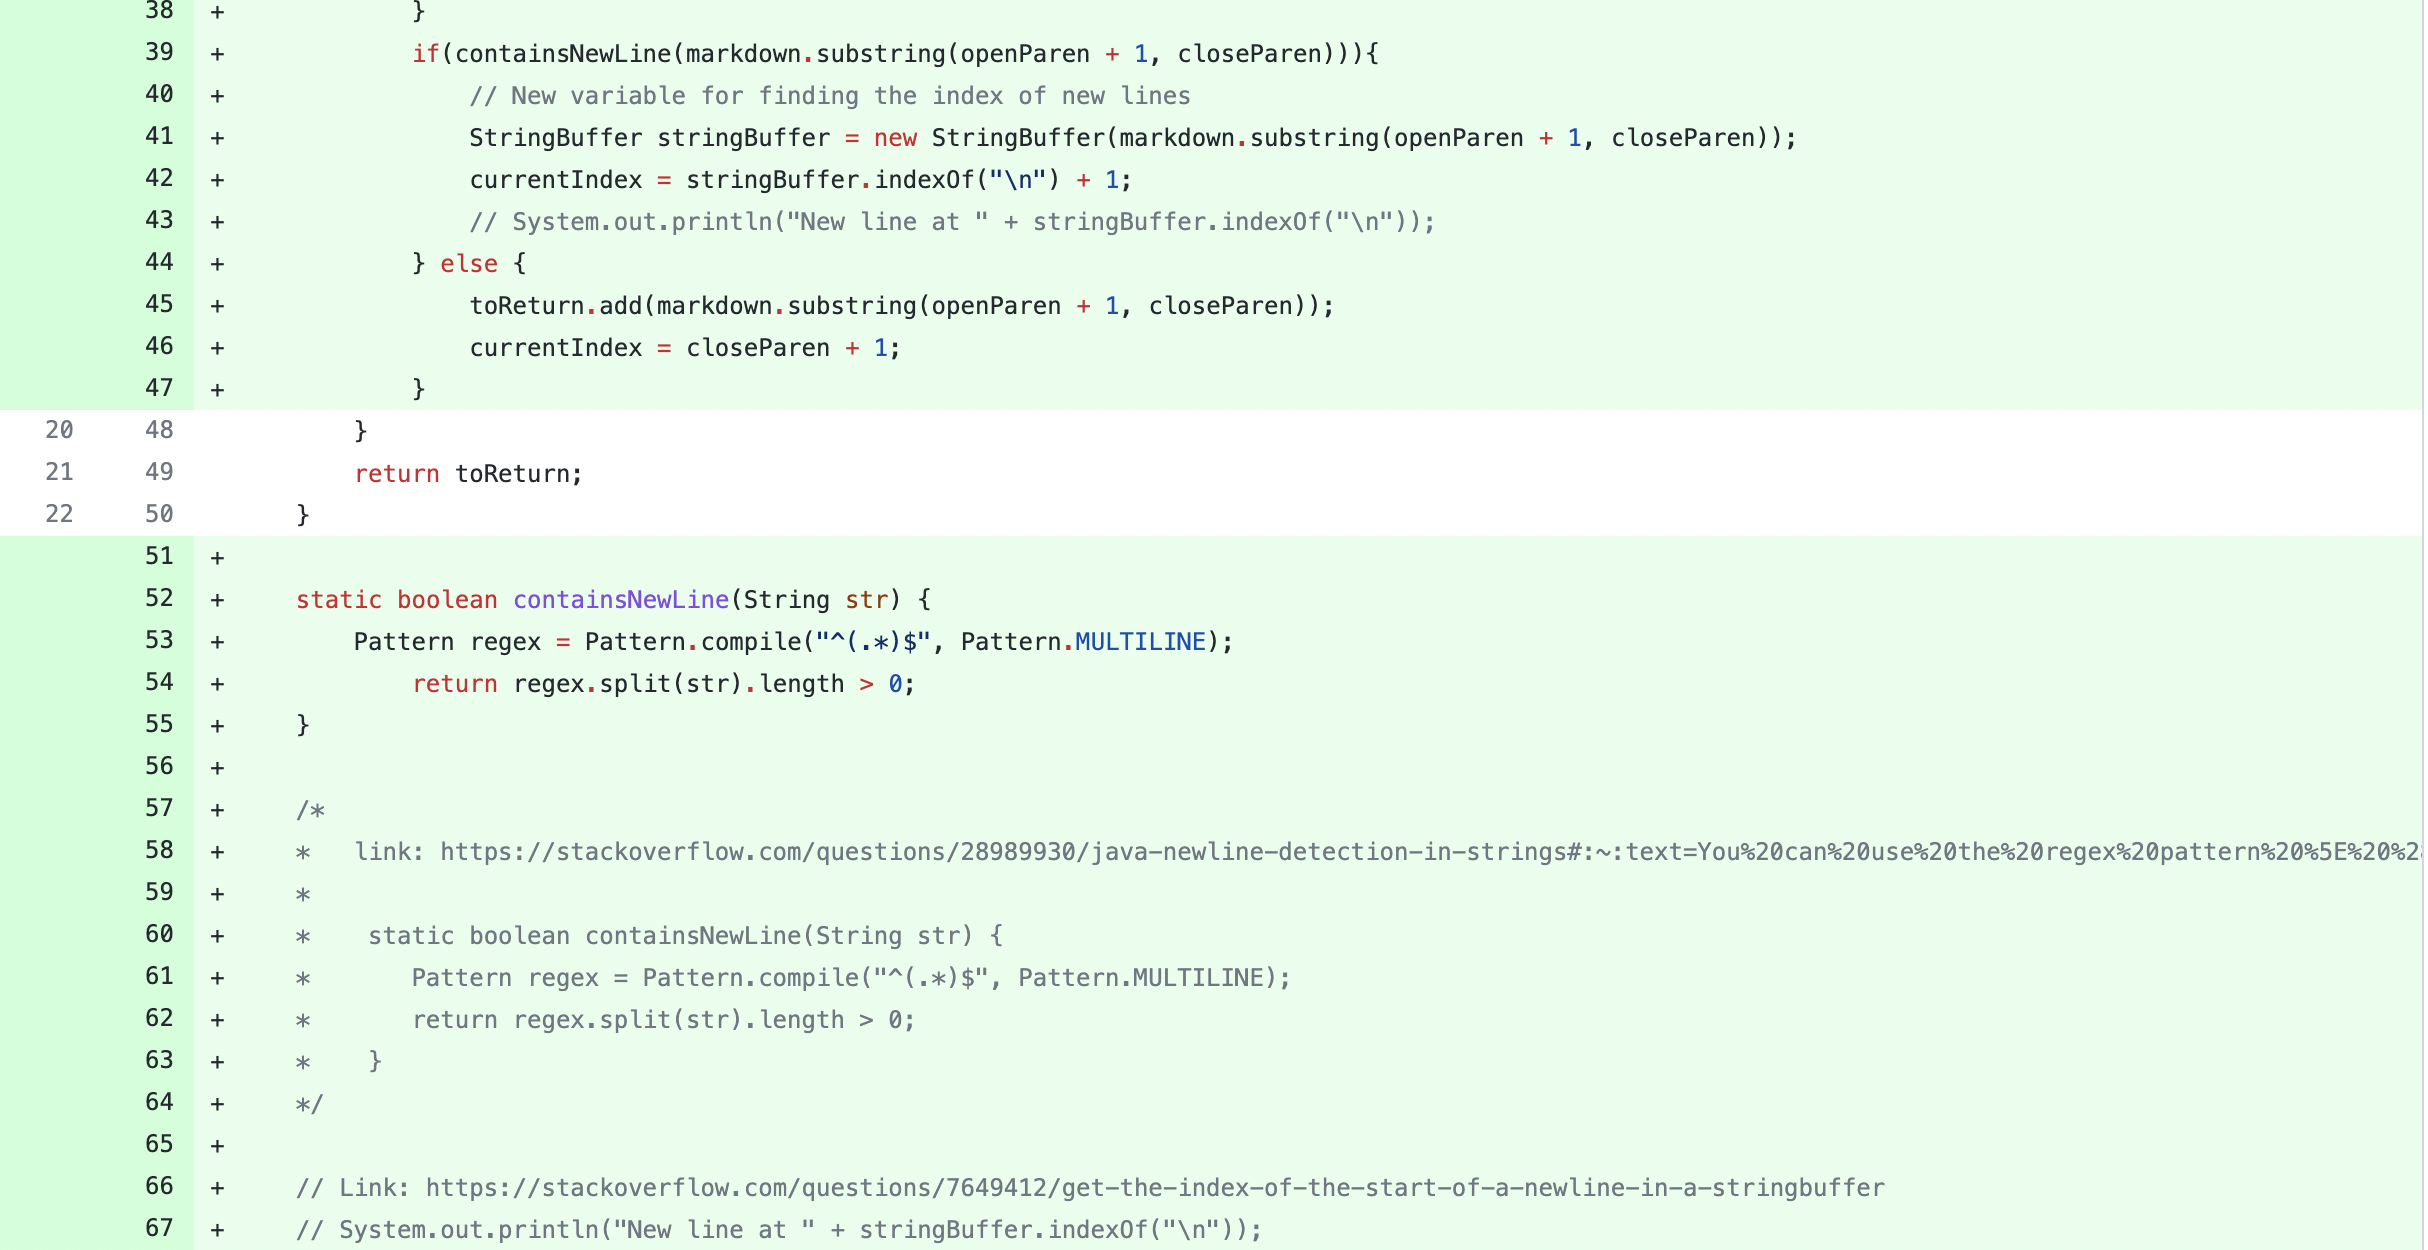 38 + }
39 + if(containsNewLine(markdown.substring(openParen + 1, closeParen))){
40 + // New variable for finding the index of new lines
41 + StringBuffer stringBuffer = new StringBuffer(markdown.substring(openParen + 1, closeParen));
42 + currentIndex = stringBuffer.indexOf("\n") + 1;
43 + // System.out.println("New line at " + stringBuffer.indexOf("\n"));
44 + } else {
45 + toReturn.add(markdown.substring(openParen + 1, closeParen));
46 + currentIndex = closeParen + 1;
47 + }
20 48 }
21 49 return toReturn;
22 50 }
51 +
52 + static boolean containsNewLine(String str) {
53 + Pattern regex = Pattern.compile("^(.*)$", Pattern.MULTILINE);
54 + return regex.split(str).length > 0;
55 + }
56 +
57 + /*
58 + * link: https://stackoverflow.com/questions/28989930/java-newline-detection-in-strings#:~:text=You%20can%20use%20the%20regex%20pattern%20%5E%20%2
59 + *
60 + * static boolean containsNewLine(String str) {
61 + * Pattern regex = Pattern.compile("^(.*)$", Pattern.MULTILINE);
62 + * return regex.split(str).length > 0;
63 + * }
64 + */
65 +
66 + // Link: https://stackoverflow.com/questions/7649412/get-the-index-of-the-start-of-a-newline-in-a-stringbuffer
67 + // System.out.println("New line at " + stringBuffer.indexOf("\n"));